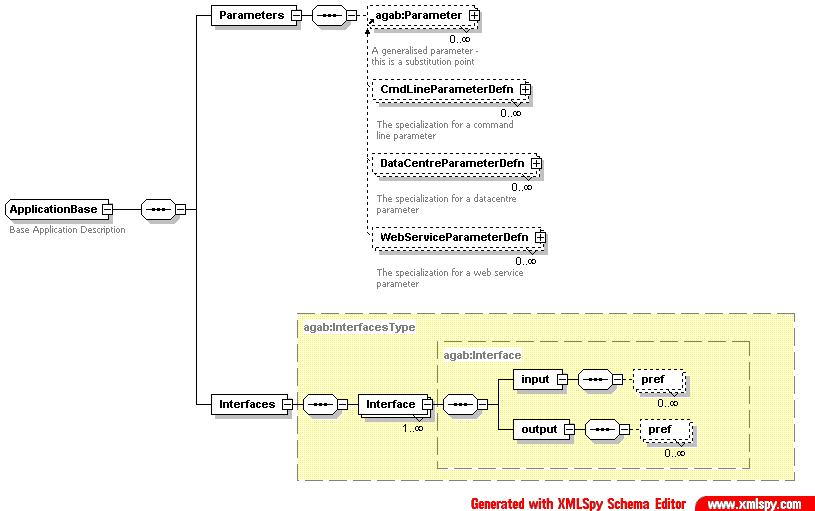 Parameters
agab:Parameter
0..∞
A generalised parameter -
this is a substitution point
CmdLineParameterDefn
0..∞
The specialization for a command
line parameter
DataCentreParameterDefn
0..∞
The specialization for a datacentre
parameter
ApplicationBase
Base Application Description
WebServiceParameterDefn
0..∞
The specialization for a web service
parameter
agab:InterfacesType
agab:Interface
Interfaces
Interface
1..∞
input
pref
0..∞
output
pref
0..∞
Generated with XMLSpy Schema Editor www.xmlspy.com